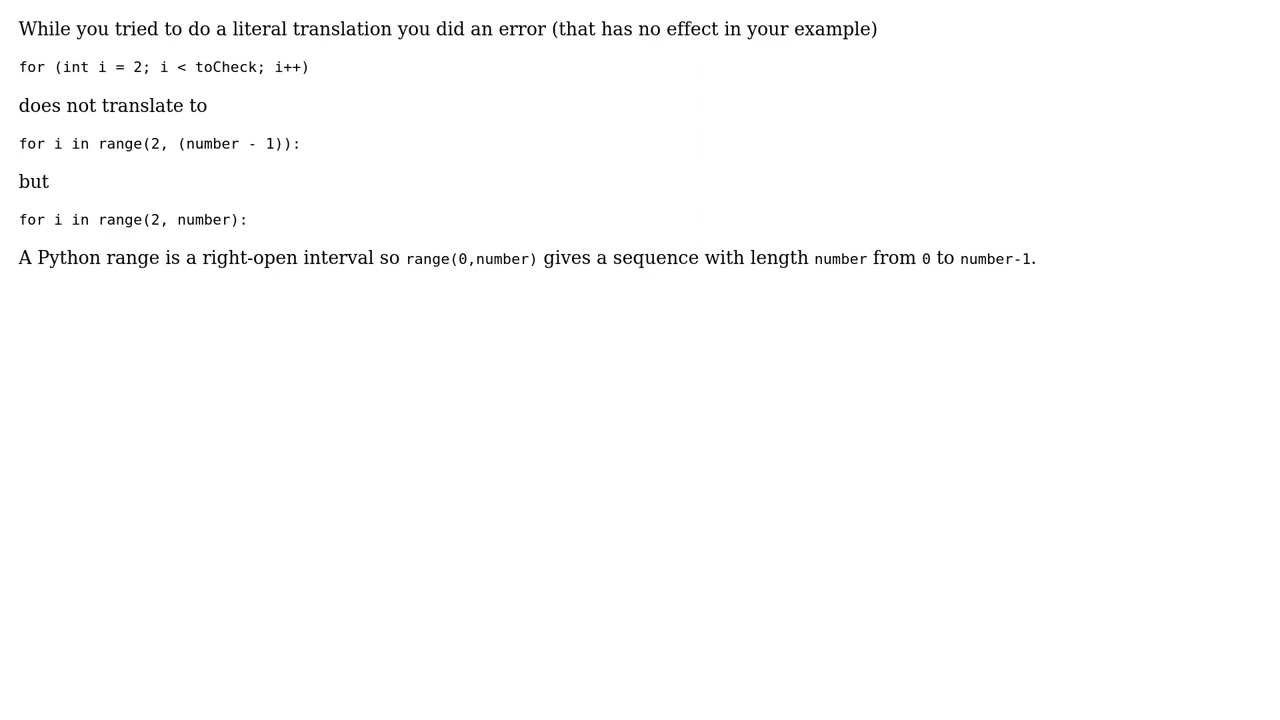 While you tried to do a literal translation you did an error (that has no effect in your example)
for (int i = 2; i < toCheck; i++)
does not translate to
for i in range(2, (number - 1)):
but
for i in range(2, number):
A Python range is a right-open interval so range(0,number) gives a sequence with length number from 0 to number-1.